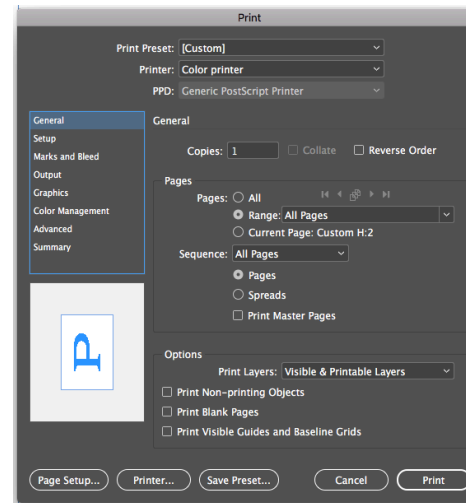 Print
Print Preset: [Custom]
Printer: Color printer
PPD: Generic PostScript Printer
General
Setup
Marks and Bleed
Output
Graphics
Color Management
Advanced
Summary
P
General
Copies: 1 Collate Reverse Order
Pages
Pages: All
Range: All Pages
Current Page: Custom H:2
Sequence: All Pages
Pages
Spreads
Print Master Pages
Options
Print Layers: Visible & Printable Layers
Print Non-printing Objects
Print Blank Pages
Print Visible Guides and Baseline Grids
Page Setup... Printer... Save Preset... Cancel Print